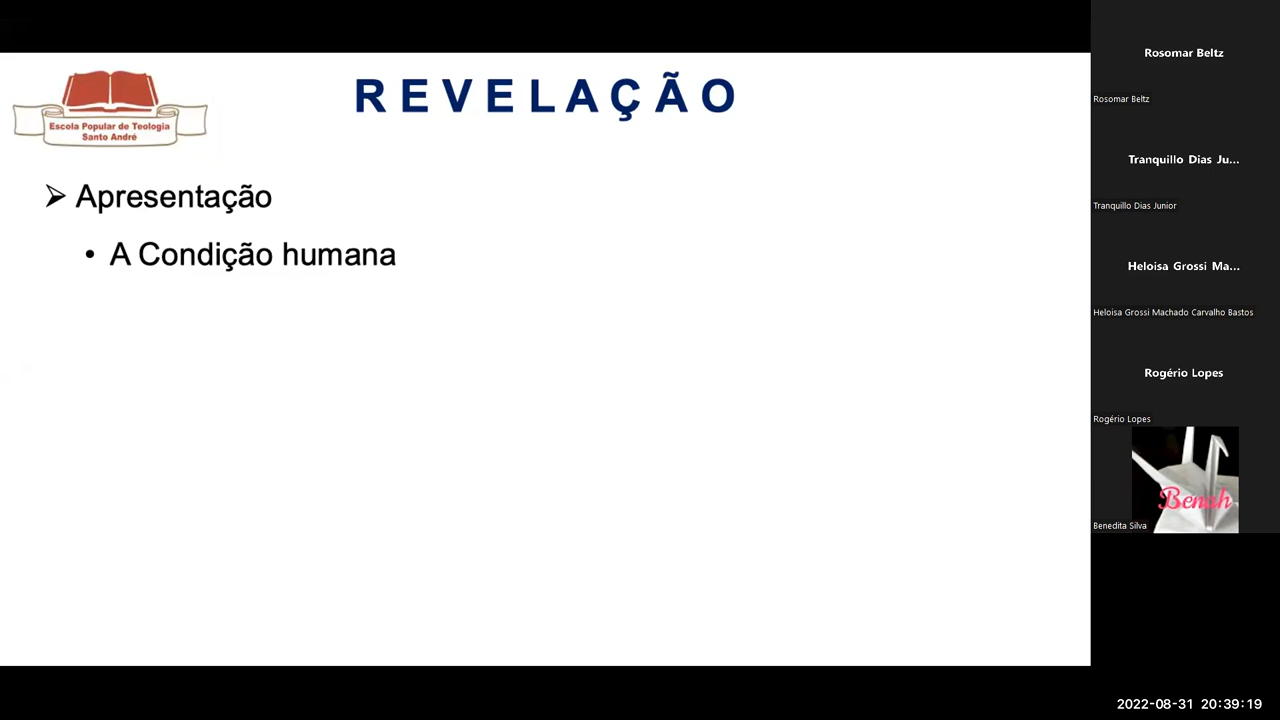 Escola Popular de Teologia
Santo André
REVELAÇÃO
➢ Apresentação
• A Condição humana
Rosomar Beltz
Rosomar Beltz
Tranquillo Dias Ju...
Tranquillo Dias Junior
Heloisa Grossi Ma...
Heloisa Grossi Machado Carvalho Bastos
Rogério Lopes
Rogério Lopes
Benah
Benedita Silva
2022-08-31 20:39:19